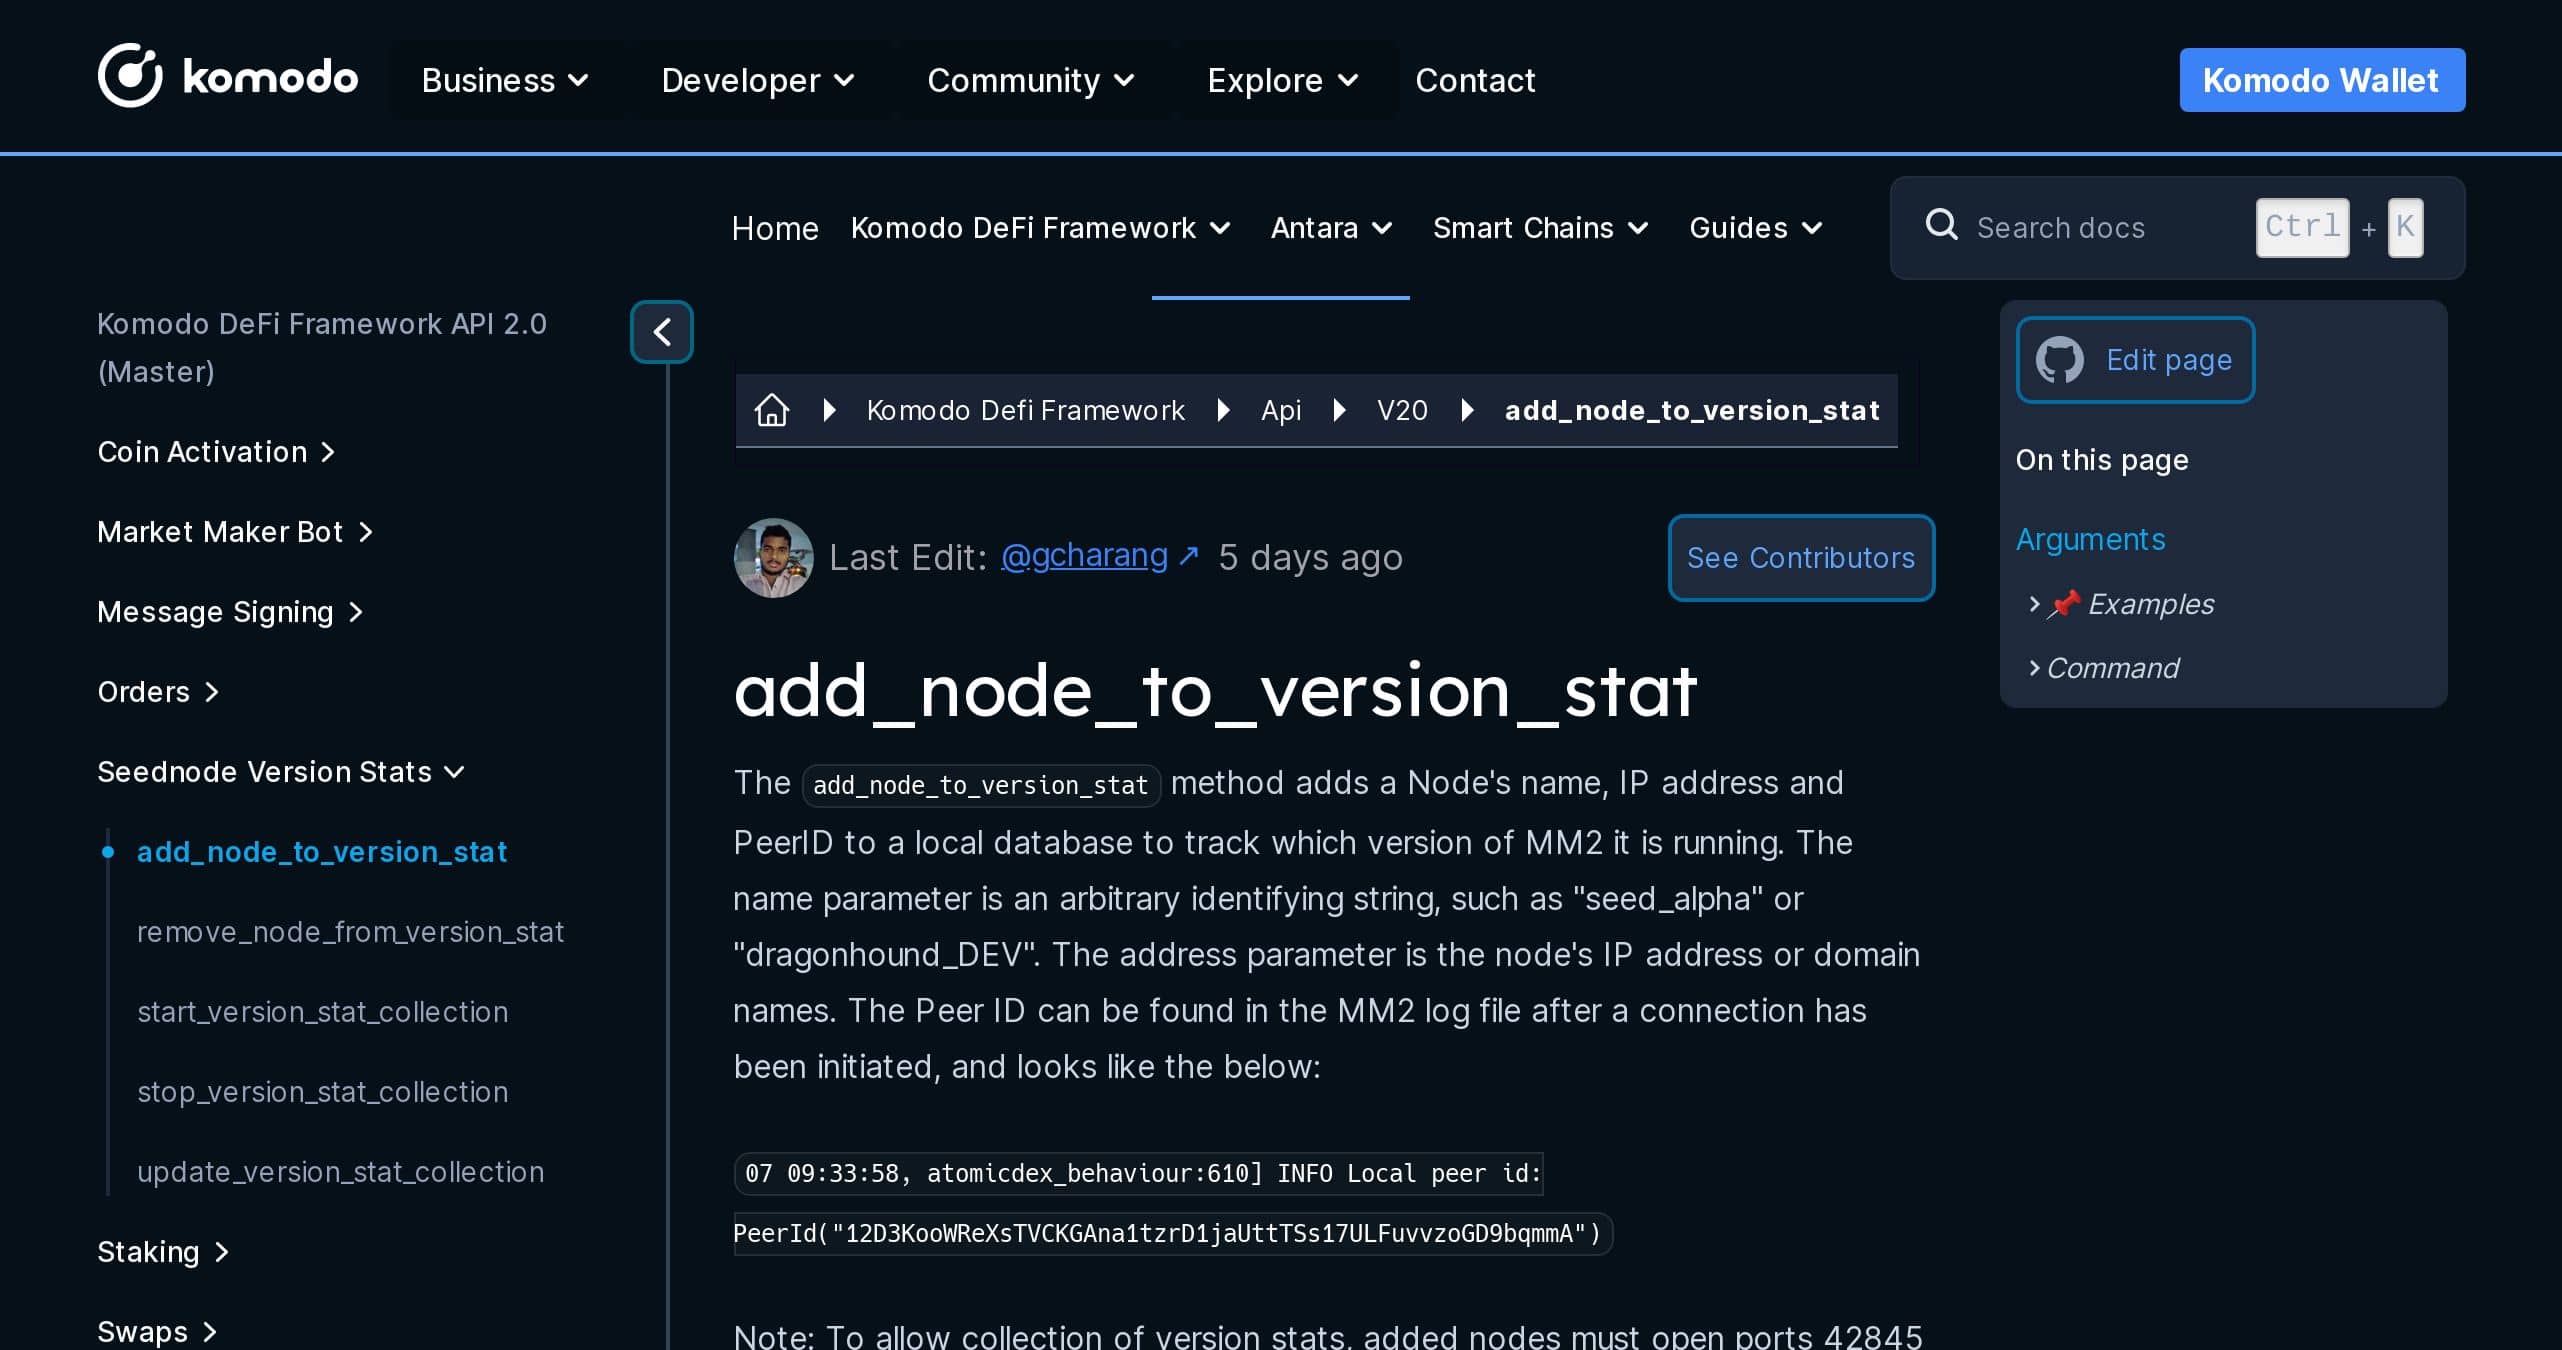 komodo Business Developer Community Explore Contact Komodo Wallet
Home Komodo DeFi Framework Antara Smart Chains Guides Search docs Ctrl + K
Komodo DeFi Framework API 2.0
(Master)
Coin Activation
Market Maker Bot
Message Signing
Orders
Seednode Version Stats
add_node_to_version_stat
remove_node_from_version_stat
start_version_stat_collection
stop_version_stat_collection
update_version_stat_collection
Staking
Swaps
Komodo Defi Framework Api V20 add_node_to_version_stat
Last Edit: @gcharang ↗ 5 days ago See Contributors
add_node_to_version_stat
The add_node_to_version_stat method adds a Node's name, IP address and
PeerID to a local database to track which version of MM2 it is running. The
name parameter is an arbitrary identifying string, such as "seed_alpha" or
"dragonhound_DEV". The address parameter is the node's IP address or domain
names. The Peer ID can be found in the MM2 log file after a connection has
been initiated, and looks like the below:
07 09:33:58, atomicdex_behaviour:610] INFO Local peer id:
PeerId("12D3KooWReXsTVCKGAna1tzrD1jaUttTSs17ULFuvvzoGD9bqmmA")
Note: To allow collection of version stats, added nodes must open ports 42845
Edit page
On this page
Arguments
📌 Examples
Command